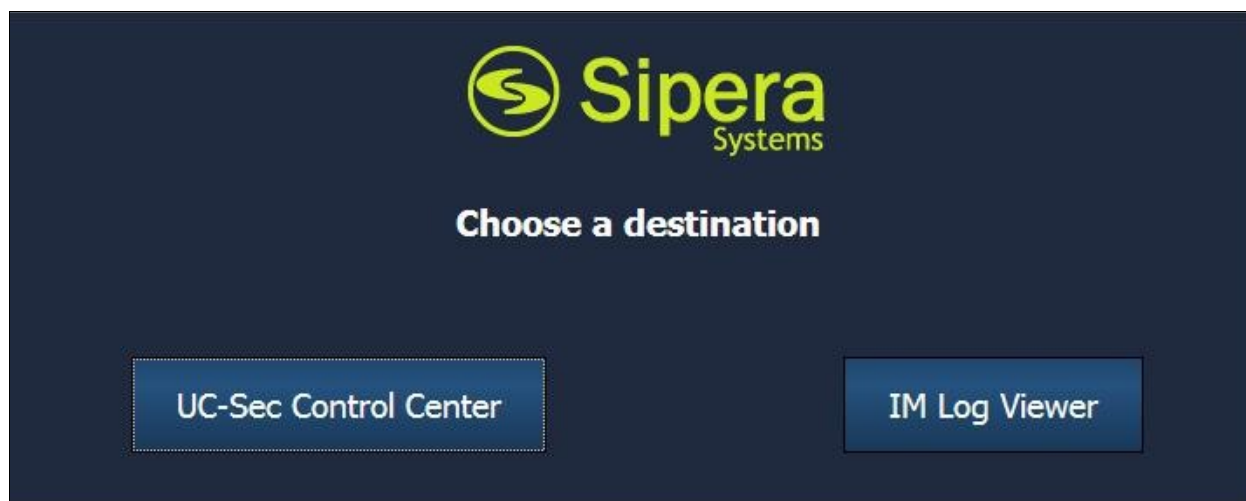 Sipera
Systems
Choose a destination
UC-Sec Control Center
IM Log Viewer